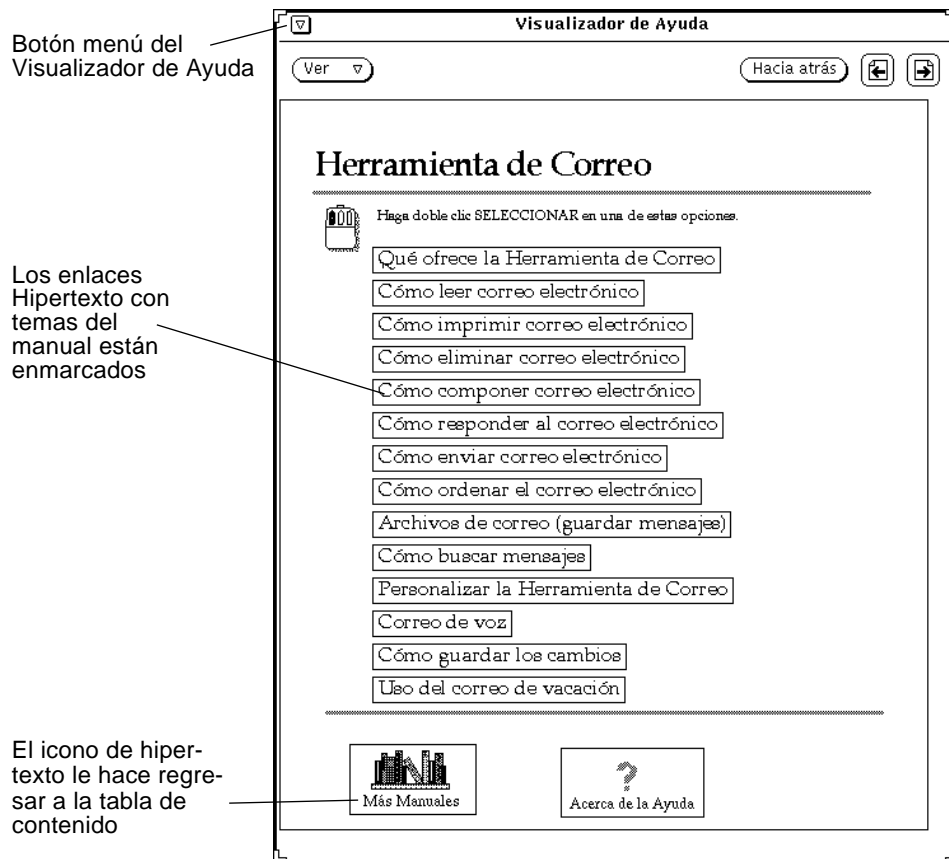 Visualizador de Ayuda
Botón menú del
Visualizador de Ayuda
Ver
Hacia atrás
Herramienta de Correo
Haga doble clic SELECCIONAR en una de estas opciones.
Qué ofrece la Herramienta de Correo
Cómo leer correo electrónico
Los enlaces
Hipertexto con
temas del
manual están
enmarcados
Cómo imprimir correo electrónico
Cómo eliminar correo electrónico
Cómo componer correo electrónico
Cómo responder al correo electrónico
Cómo enviar correo electrónico
Cómo ordenar el correo electrónico
Archivos de correo (guardar mensajes)
Cómo buscar mensajes
Personalizar la Herramienta de Correo
Correo de voz
Cómo guardar los cambios
Uso del correo de vacación
El icono de hiper-
texto le hace regre-
sar a la tabla de
contenido
Más Manuales
?
Acerca de la Ayuda